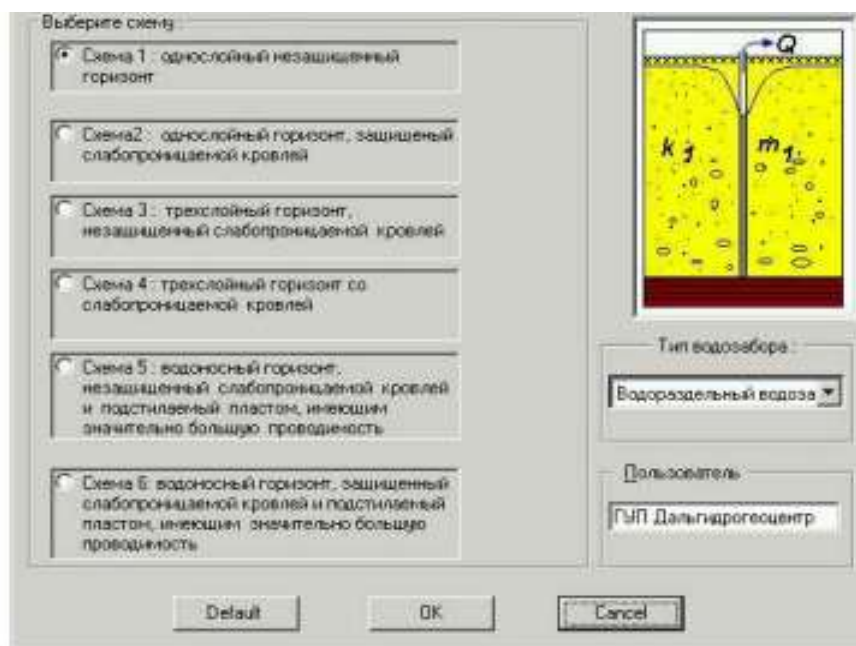 Выберите схему :
Схема 1 : однослойный незащищенный
горизонт
Схема2 : однослойный горизонт, защищеный
слабопроницаемой кровлей
Схема 3 : трехслойный горизонт,
незащищенный слабопроницаемой кровлей
Схема 4 : трехслойный горизонт со
слабопроницаемой кровлей
Схема 5 : водоносный горизонт,
незащищенный слабопроницаемой кровлей
и подстилаемый пластом, имеющим
значительно большую проводимость
Схема 6: водоносный горизонт, защищенный
слабопроницаемой кровлей и подстилаемый
пластом, имеющим значительно большую
проводимость
Q
k 1 m 1
Тип водозабора :
Водораздельный водоза
Пользователь
ГУП Дальгидрогеоцентр
Default OK Cancel